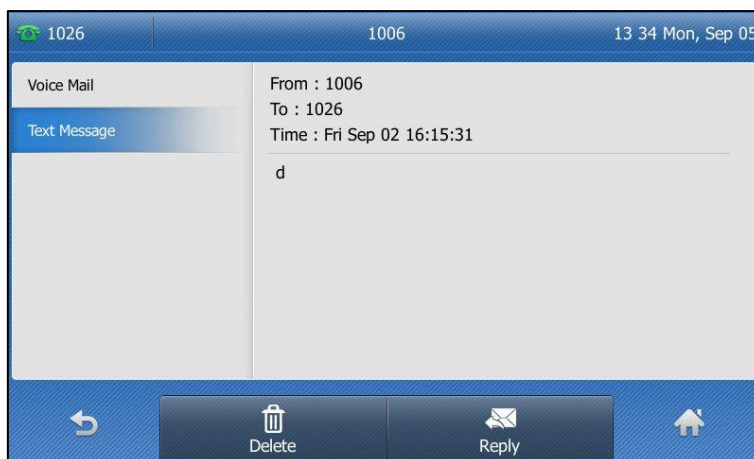 1026 1006 13 34 Mon, Sep 05
Voice Mail
Text Message
From : 1006
To : 1026
Time : Fri Sep 02 16:15:31
d
Delete Reply